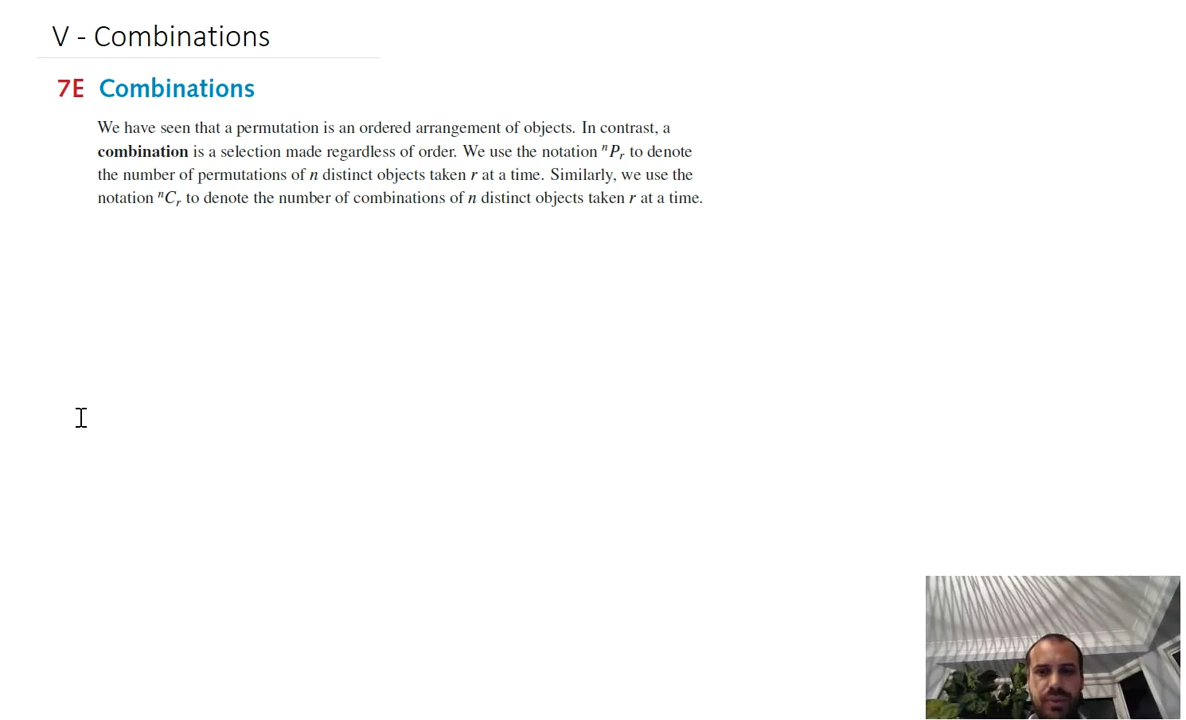 V - Combinations
7E Combinations
We have seen that a permutation is an ordered arrangement of objects. In contrast, a
combination is a selection made regardless of order. We use the notation ⁿPᵣ to denote
the number of permutations of n distinct objects taken r at a time. Similarly, we use the
notation ⁿCᵣ to denote the number of combinations of n distinct objects taken r at a time.